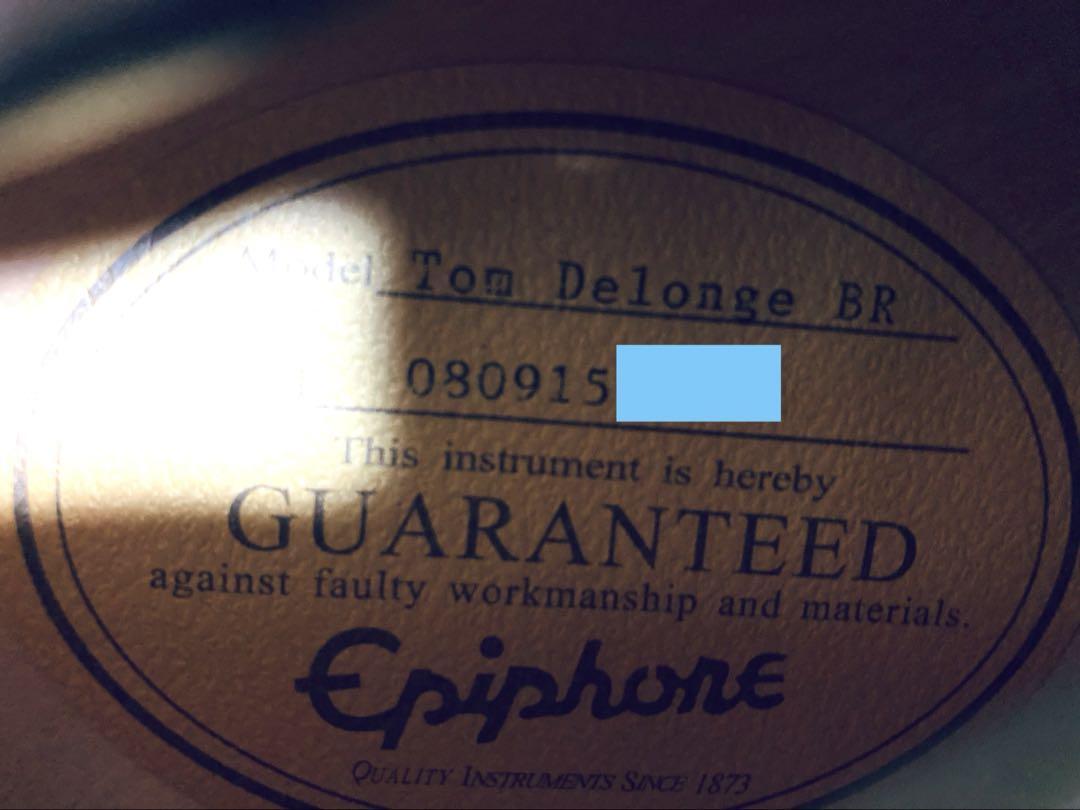 Model Tom Delonge BR
080915
This instrument is hereby
GUARANTEED
against faulty workmanship and materials.
Epiphone
QUALITY INSTRUMENTS SINCE 1873